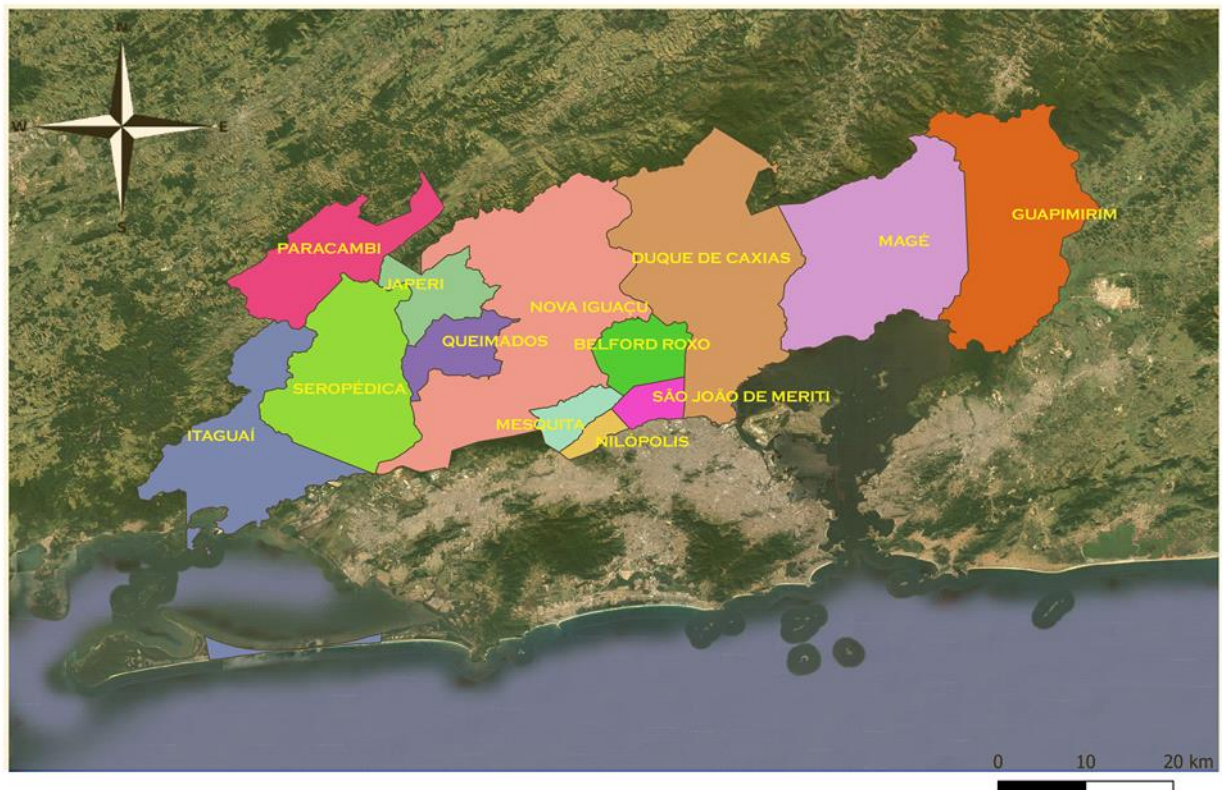 N
W E
S
GUAPIMIRIM
MAGÉ
PARACAMBI
DUQUE DE CAXIAS
JAPERI
NOVA IGUAÇU
QUEIMADOS
BELFORD ROXO
SEROPÉDICA
SÃO JOÃO DE MERITI
MESQUITA
ITAGUAÍ
NILÓPOLIS
0 10 20 km